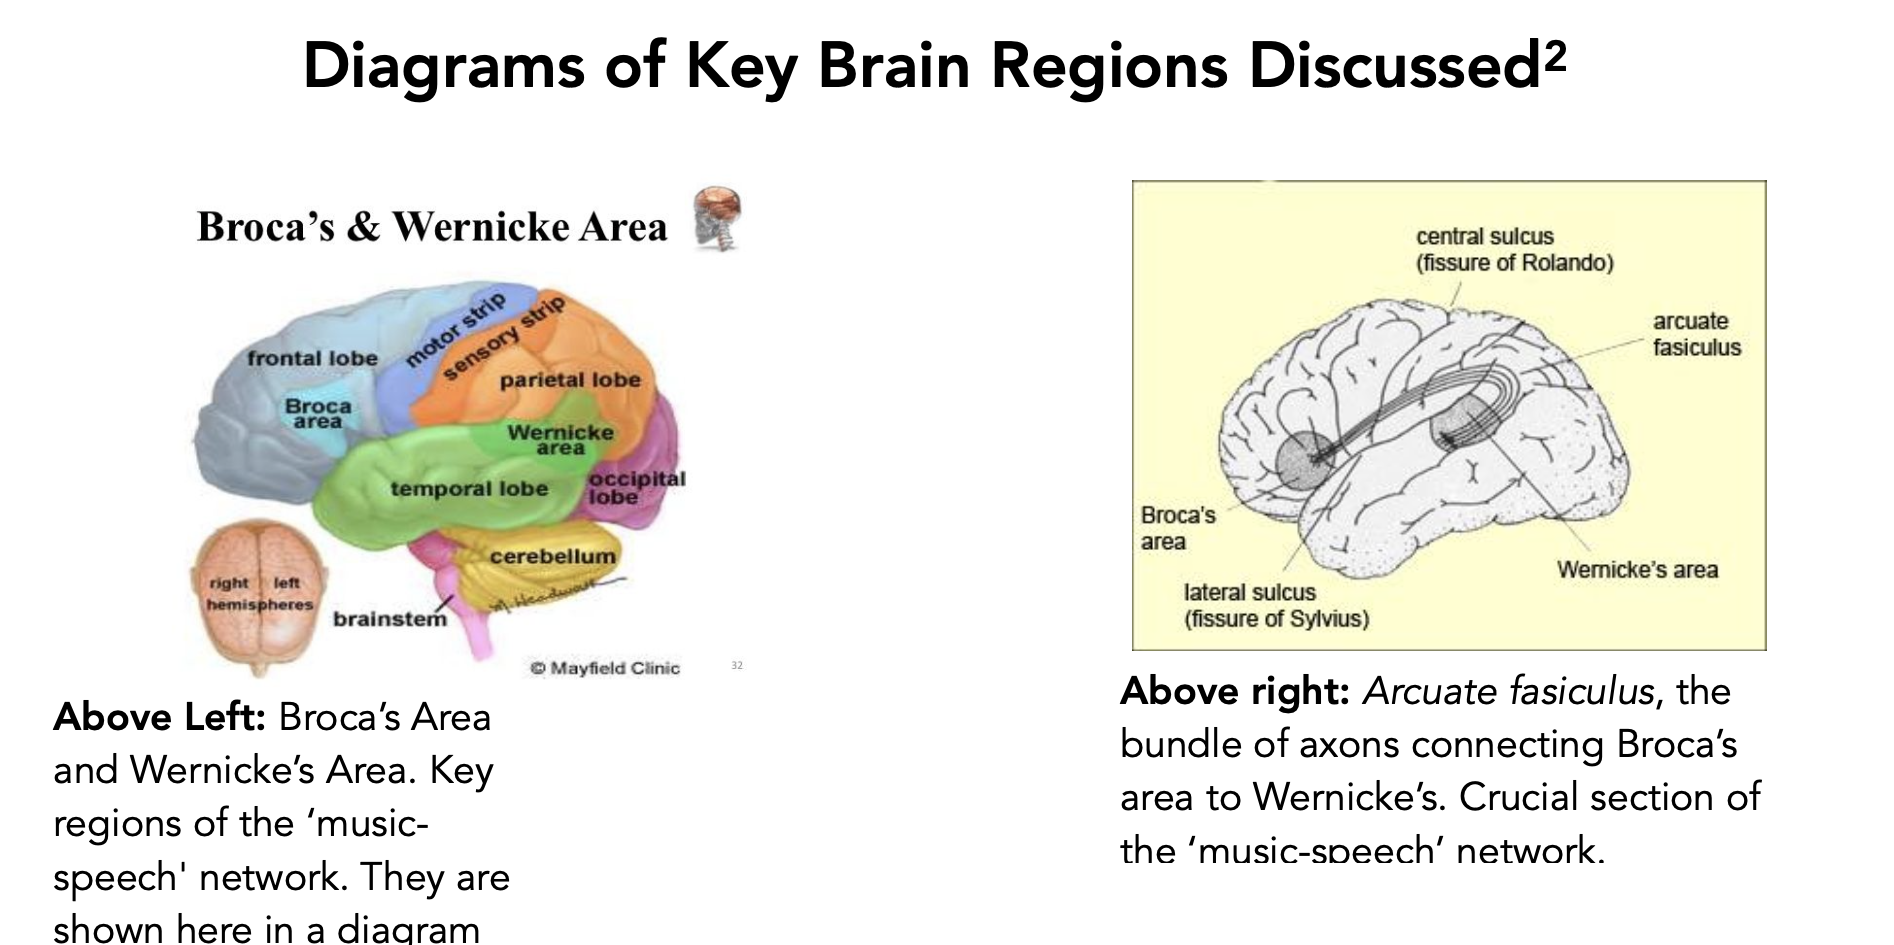 Diagrams of Key Brain Regions Discussed²
Broca’s & Wernicke Area
frontal lobe
motor strip
sensory strip
parietal lobe
Broca
area
Wernicke
area
temporal lobe
occipital
lobe
cerebellum
right left
hemispheres
brainstem
© Mayfield Clinic
32
Above Left: Broca’s Area
and Wernicke’s Area. Key
regions of the ‘music-
speech' network. They are
shown here in a diagram
central sulcus
(fissure of Rolando)
arcuate
fasiculus
Broca's
area
Wernicke's area
lateral sulcus
(fissure of Sylvius)
Above right: Arcuate fasiculus, the
bundle of axons connecting Broca’s
area to Wernicke’s. Crucial section of
the ‘music-speech’ network.